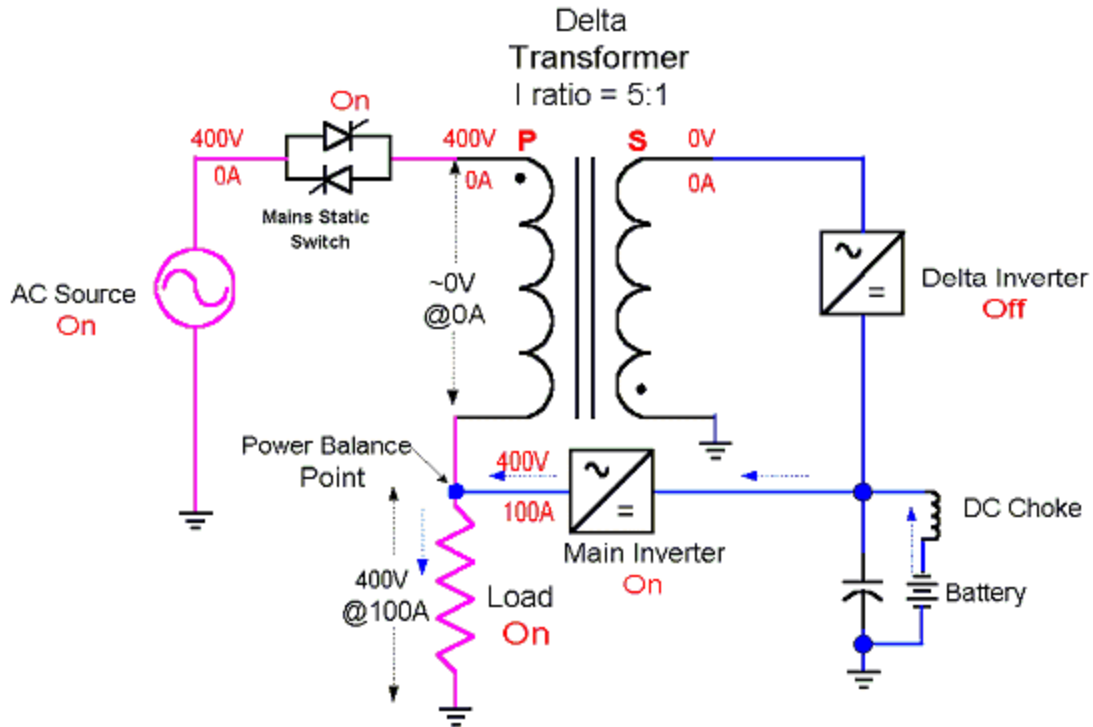 Delta
Transformer
I ratio = 5:1
On
400V
0A
Mains Static
Switch
400V
0A
P
S
0V
0A
~0V
@0A
AC Source
On
Delta Inverter
Off
Power Balance
Point
400V
100A
Main Inverter
On
DC Choke
Battery
400V
@100A
Load
On
~
=
~
=